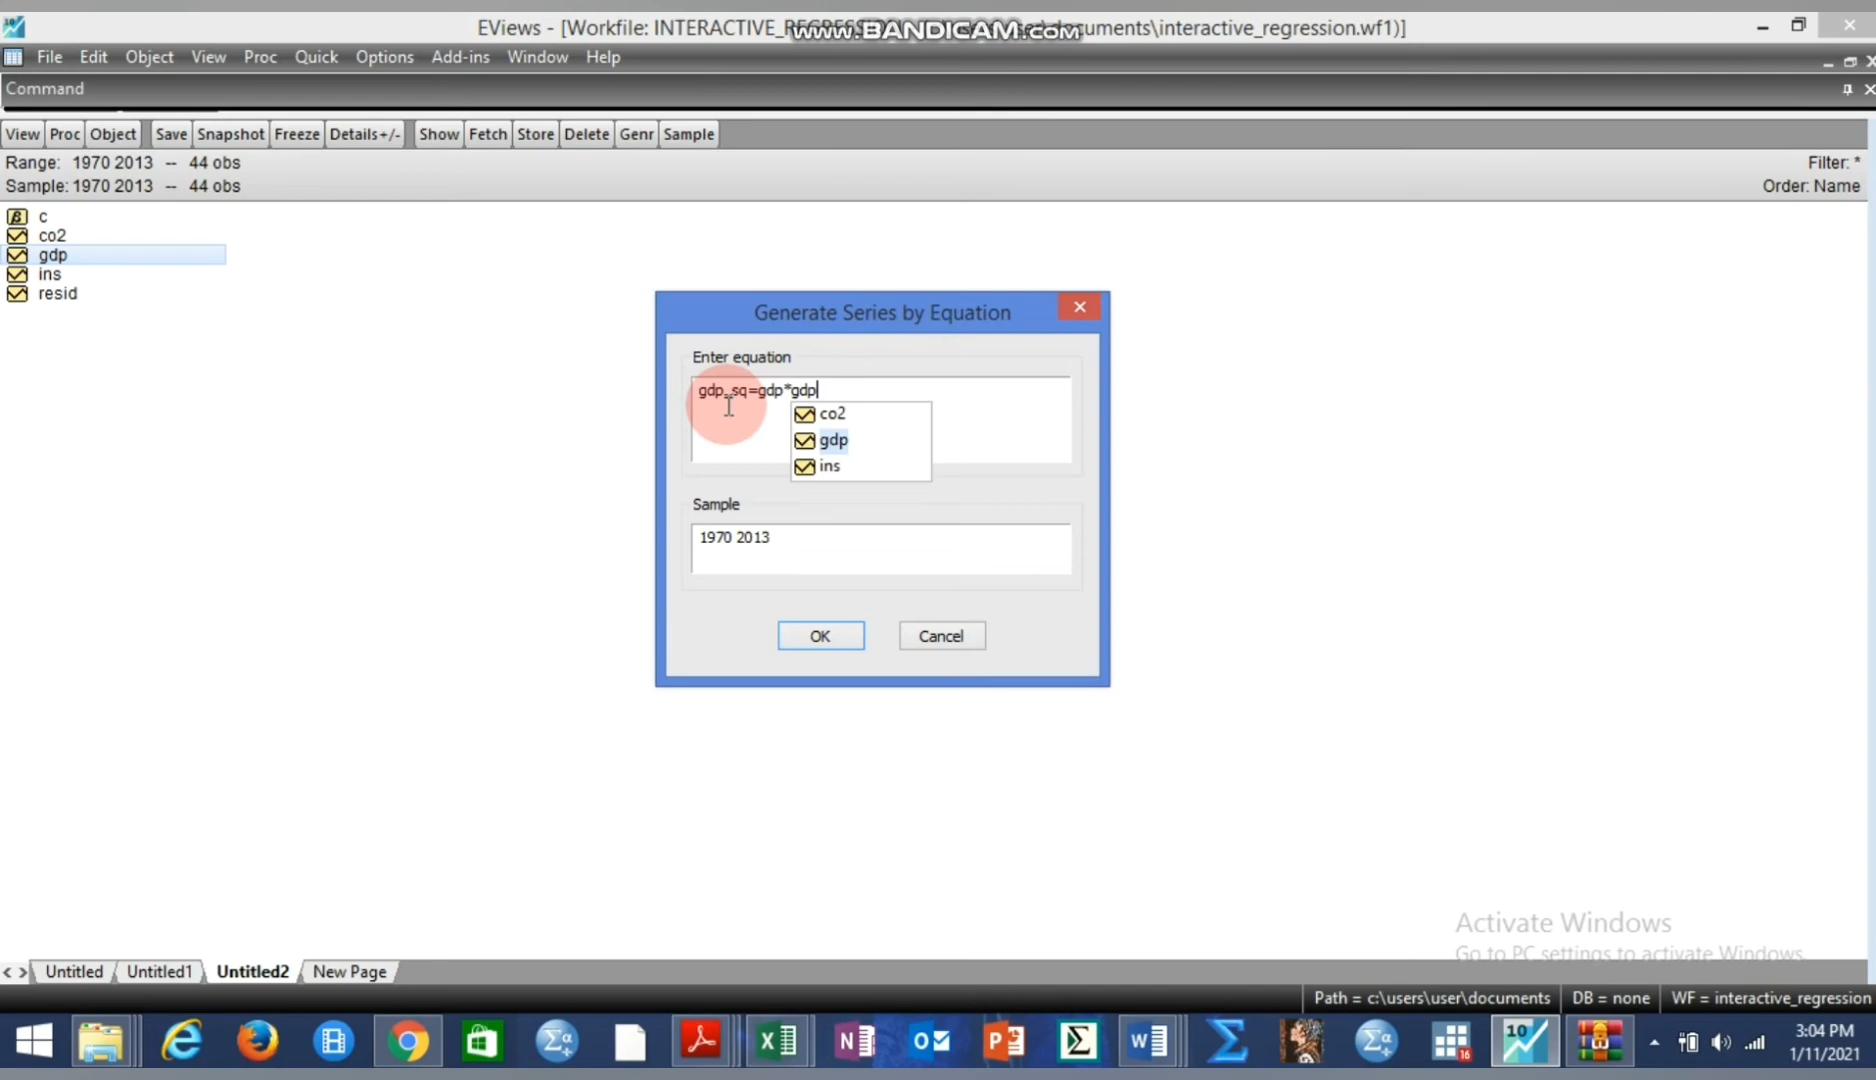 EViews - [Workfile: INTERACTIVE_REGRESS
www.BANDICAM.com
cuments\interactive_regression.wf1)]
File Edit Object View Proc Quick Options Add-ins Window Help
Command
View Proc Object Save Snapshot Freeze Details+/- Show Fetch Store Delete Genr Sample
Range: 1970 2013 -- 44 obs
Filter: *
Sample: 1970 2013 -- 44 obs
Order: Name
c
co2
gdp
ins
resid
Generate Series by Equation
Enter equation
gdp_sq=gdp*gdp
co2
gdp
ins
Sample
1970 2013
OK Cancel
Activate Windows
Go to PC settings to activate Windows.
Untitled Untitled1 Untitled2 New Page
Path = c:\users\user\documents DB = none WF = interactive_regression
3:04 PM
1/11/2021